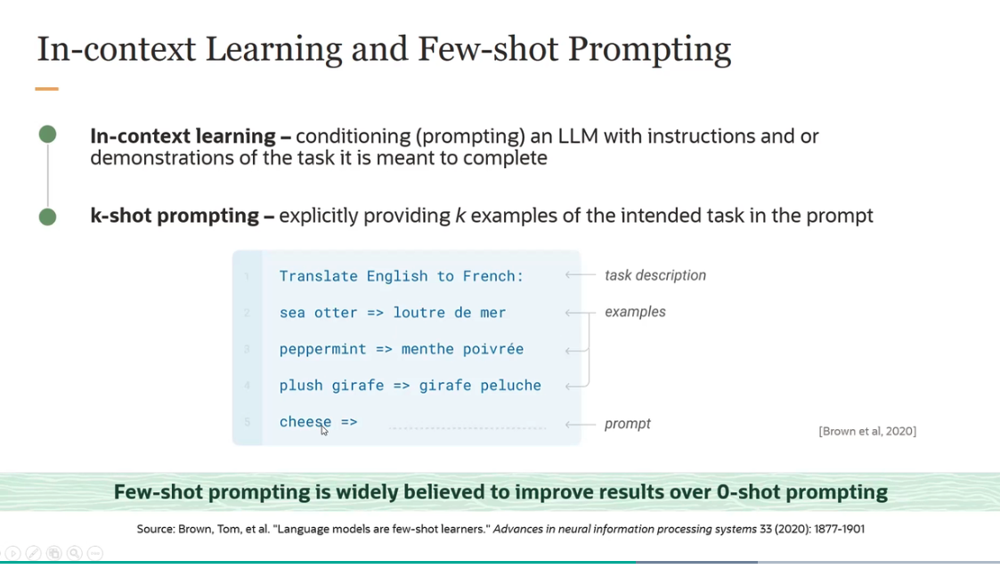 In-context Learning and Few-shot Prompting
In-context learning – conditioning (prompting) an LLM with instructions and or
demonstrations of the task it is meant to complete
k-shot prompting – explicitly providing k examples of the intended task in the prompt
1 Translate English to French: task description
2 sea otter => loutre de mer examples
3 peppermint => menthe poivrée
4 plush girafe => girafe peluche
5 cheese => prompt
[Brown et al, 2020]
Few-shot prompting is widely believed to improve results over 0-shot prompting
Source: Brown, Tom, et al. "Language models are few-shot learners." Advances in neural information processing systems 33 (2020): 1877-1901